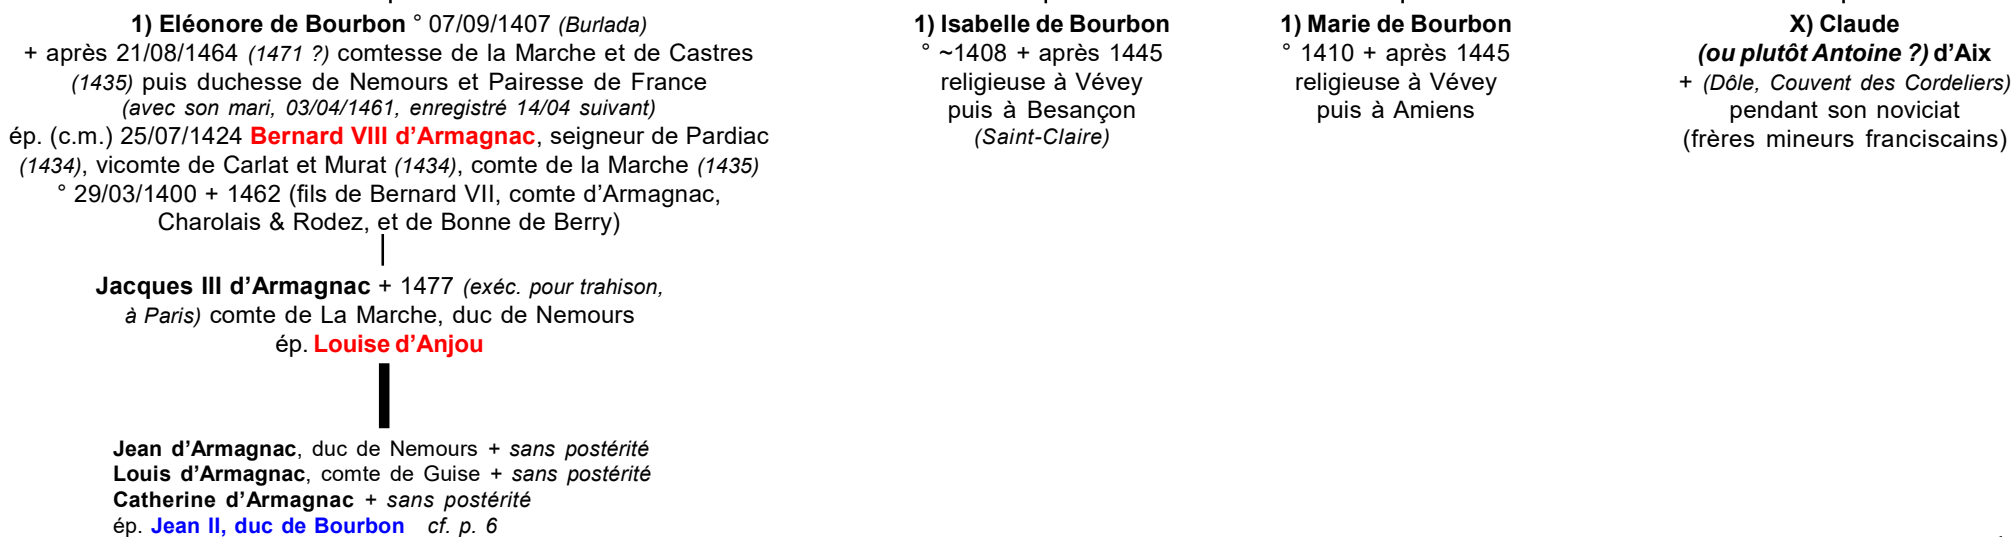 1) Eléonore de Bourbon ° 07/09/1407 (Burlada)
+ après 21/08/1464 (1471 ?) comtesse de la Marche et de Castres
(1435) puis duchesse de Nemours et Pairesse de France
(avec son mari, 03/04/1461, enregistré 14/04 suivant)
ép. (c.m.) 25/07/1424 Bernard VIII d’Armagnac, seigneur de Pardiac
(1434), vicomte de Carlat et Murat (1434), comte de la Marche (1435)
° 29/03/1400 + 1462 (fils de Bernard VII, comte d’Armagnac,
Charolais & Rodez, et de Bonne de Berry)
Jacques III d’Armagnac + 1477 (exéc. pour trahison,
à Paris) comte de La Marche, duc de Nemours
ép. Louise d’Anjou
Jean d’Armagnac, duc de Nemours + sans postérité
Louis d’Armagnac, comte de Guise + sans postérité
Catherine d’Armagnac + sans postérité
ép. Jean II, duc de Bourbon cf. p. 6
1) Isabelle de Bourbon
° ~1408 + après 1445
religieuse à Vévey
puis à Besançon
(Saint-Claire)
1) Marie de Bourbon
° 1410 + après 1445
religieuse à Vévey
puis à Amiens
X) Claude
(ou plutôt Antoine ?) d’Aix
+ (Dôle, Couvent des Cordeliers)
pendant son noviciat
(frères mineurs franciscains)